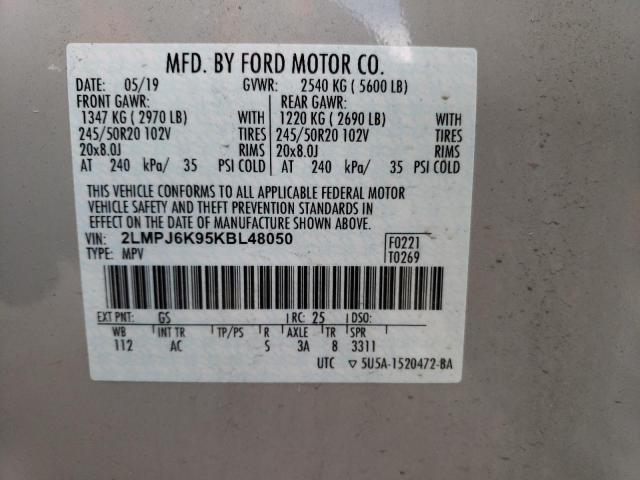 MFD. BY FORD MOTOR CO.
DATE: 05/19 GVWR: 2540 KG ( 5600 LB)
FRONT GAWR: REAR GAWR:
1347 KG ( 2970 LB) WITH 1220 KG ( 2690 LB) WITH
245/50R20 102V TIRES 245/50R20 102V TIRES
20x8.0J RIMS 20x8.0J RIMS
AT 240 kPa/ 35 PSI COLD AT 240 kPa/ 35 PSI COLD
THIS VEHICLE CONFORMS TO ALL APPLICABLE FEDERAL MOTOR
VEHICLE SAFETY AND THEFT PREVENTION STANDARDS IN
EFFECT ON THE DATE OF MANUFACTURE SHOWN ABOVE.
VIN: 2LMPJ6K95KBL48050 F0221
TYPE: MPV T0269
EXT PNT: GS RC: 25 DSO:
WB INT TR TP/PS R AXLE TR SPR
112 AC S 3A 8 3311
UTC ▽ 5U5A-1520472-BA